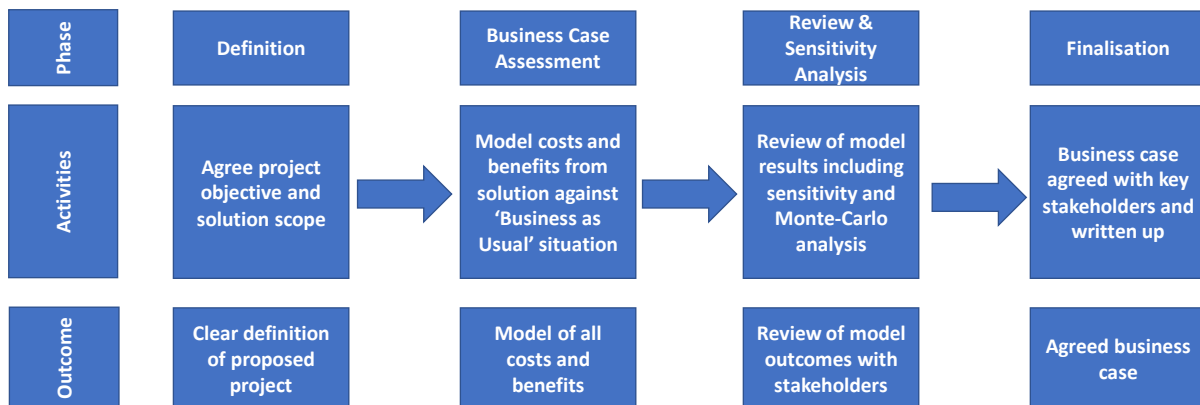 Phase
Definition
Business Case
Assessment
Review &
Sensitivity
Analysis
Finalisation
Activities
Agree project
objective and
solution scope
Model costs and
benefits from
solution against
‘Business as
Usual’ situation
Review of model
results including
sensitivity and
Monte-Carlo
analysis
Business case
agreed with key
stakeholders and
written up
Outcome
Clear definition
of proposed
project
Model of all
costs and
benefits
Review of model
outcomes with
stakeholders
Agreed business
case